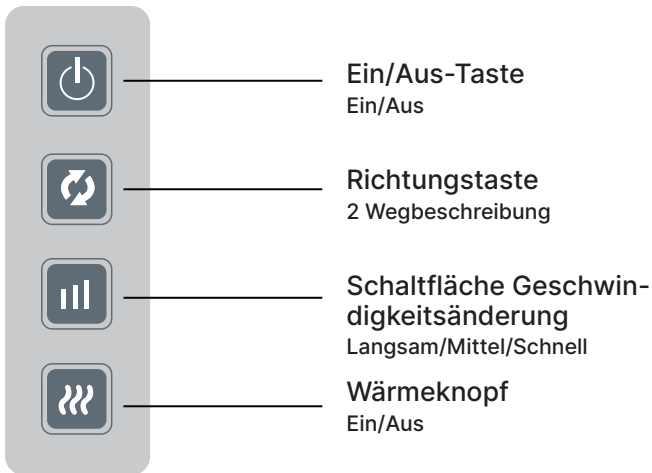 Ein/Aus-Taste
Ein/Aus
Richtungstaste
2 Wegbeschreibung
Schaltfläche Geschwin-
digkeitsänderung
Langsam/Mittel/Schnell
Wärmeknopf
Ein/Aus